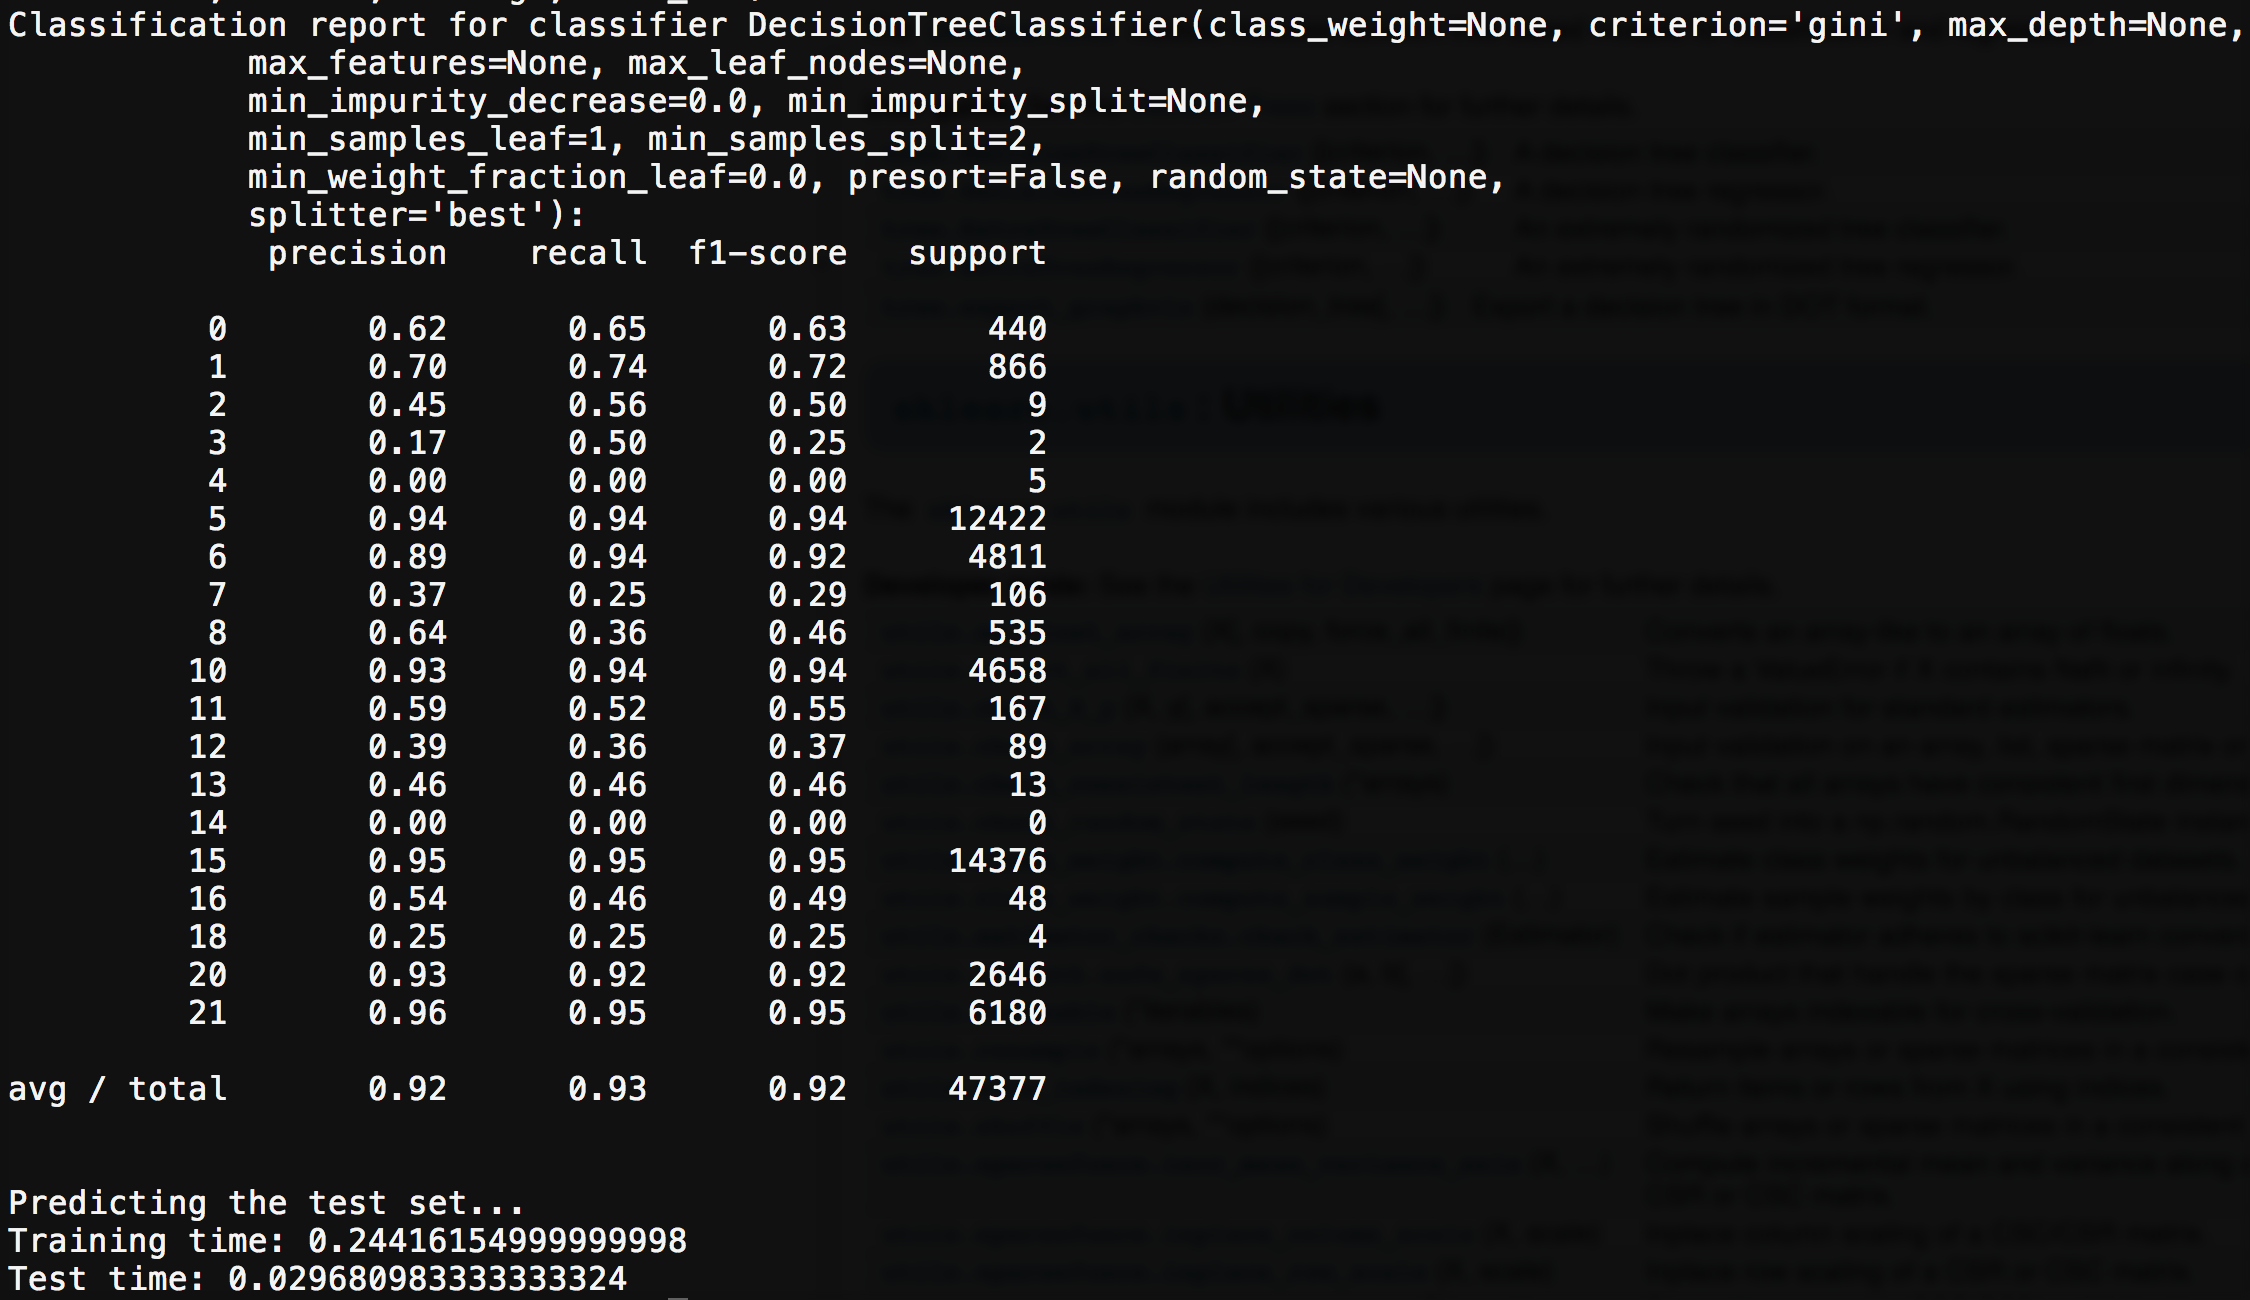 Classification report for classifier DecisionTreeClassifier(class_weight=None, criterion='gini', max_depth=None,
max_features=None, max_leaf_nodes=None,
min_impurity_decrease=0.0, min_impurity_split=None,
min_samples_leaf=1, min_samples_split=2,
min_weight_fraction_leaf=0.0, presort=False, random_state=None,
splitter='best'):
precision recall f1-score support
0 0.62 0.65 0.63 440
1 0.70 0.74 0.72 866
2 0.45 0.56 0.50 9
3 0.17 0.50 0.25 2
4 0.00 0.00 0.00 5
5 0.94 0.94 0.94 12422
6 0.89 0.94 0.92 4811
7 0.37 0.25 0.29 106
8 0.64 0.36 0.46 535
10 0.93 0.94 0.94 4658
11 0.59 0.52 0.55 167
12 0.39 0.36 0.37 89
13 0.46 0.46 0.46 13
14 0.00 0.00 0.00 0
15 0.95 0.95 0.95 14376
16 0.54 0.46 0.49 48
18 0.25 0.25 0.25 4
20 0.93 0.92 0.92 2646
21 0.96 0.95 0.95 6180
avg / total 0.92 0.93 0.92 47377
Predicting the test set...
Training time: 0.24416154999999998
Test time: 0.029680983333333324